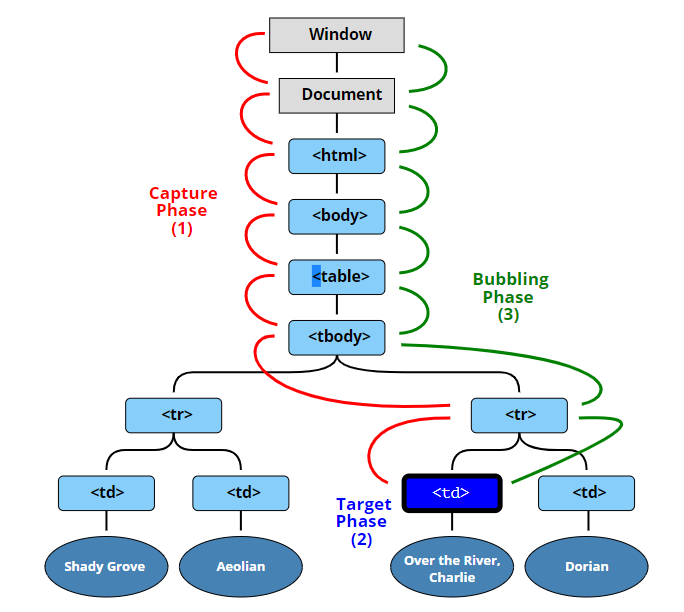 Window
Document
<html>
Capture
Phase
(1)
<body>
<table>
Bubbling
Phase
(3)
<tbody>
<tr>
<tr>
<td>
<td>
<td>
<td>
Target
Phase
(2)
Shady Grove
Aeolian
Over the River,
Charlie
Dorian